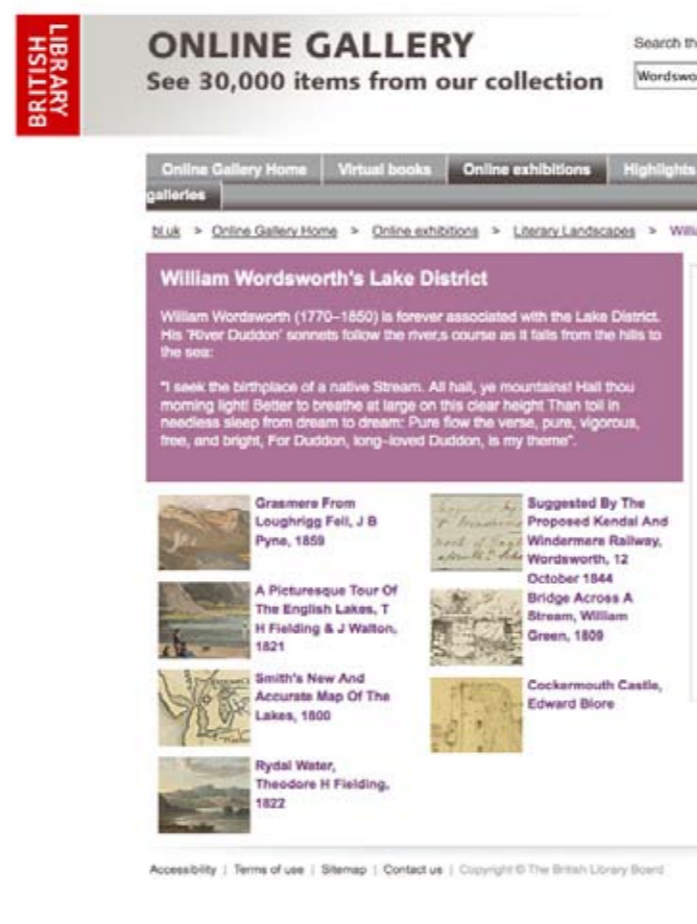 BRITISH
LIBRARY
ONLINE GALLERY
See 30,000 items from our collection
Search th
Wordswo
Online Gallery Home
Virtual books
Online exhibitions
Highlights
galleries
bl.uk > Online Gallery Home > Online exhibitions > Literary Landscapes > Willi
William Wordsworth's Lake District
William Wordsworth (1770–1850) is forever associated with the Lake District.
His 'River Duddon' sonnets follow the river,s course as it falls from the hills to
the sea:
"I seek the birthplace of a native Stream. All hail, ye mountains! Hail thou
morning light! Better to breathe at large on this clear height Than toil in
needless sleep from dream to dream: Pure flow the verse, pure, vigorous,
free, and bright, For Duddon, long-loved Duddon, is my theme".
Grasmere From
Loughrigg Fell, J B
Pyne, 1859
A Picturesque Tour Of
The English Lakes, T
H Fielding & J Walton,
1821
Smith's New And
Accurate Map Of The
Lakes, 1800
Rydal Water,
Theodore H Fielding,
1822
Suggested By The
Proposed Kendal And
Windermere Railway,
Wordsworth, 12
October 1844
Bridge Across A
Stream, William
Green, 1809
Cockermouth Castle,
Edward Blore
Accessibility | Terms of use | Sitemap | Contact us | Copyright © The British Library Board